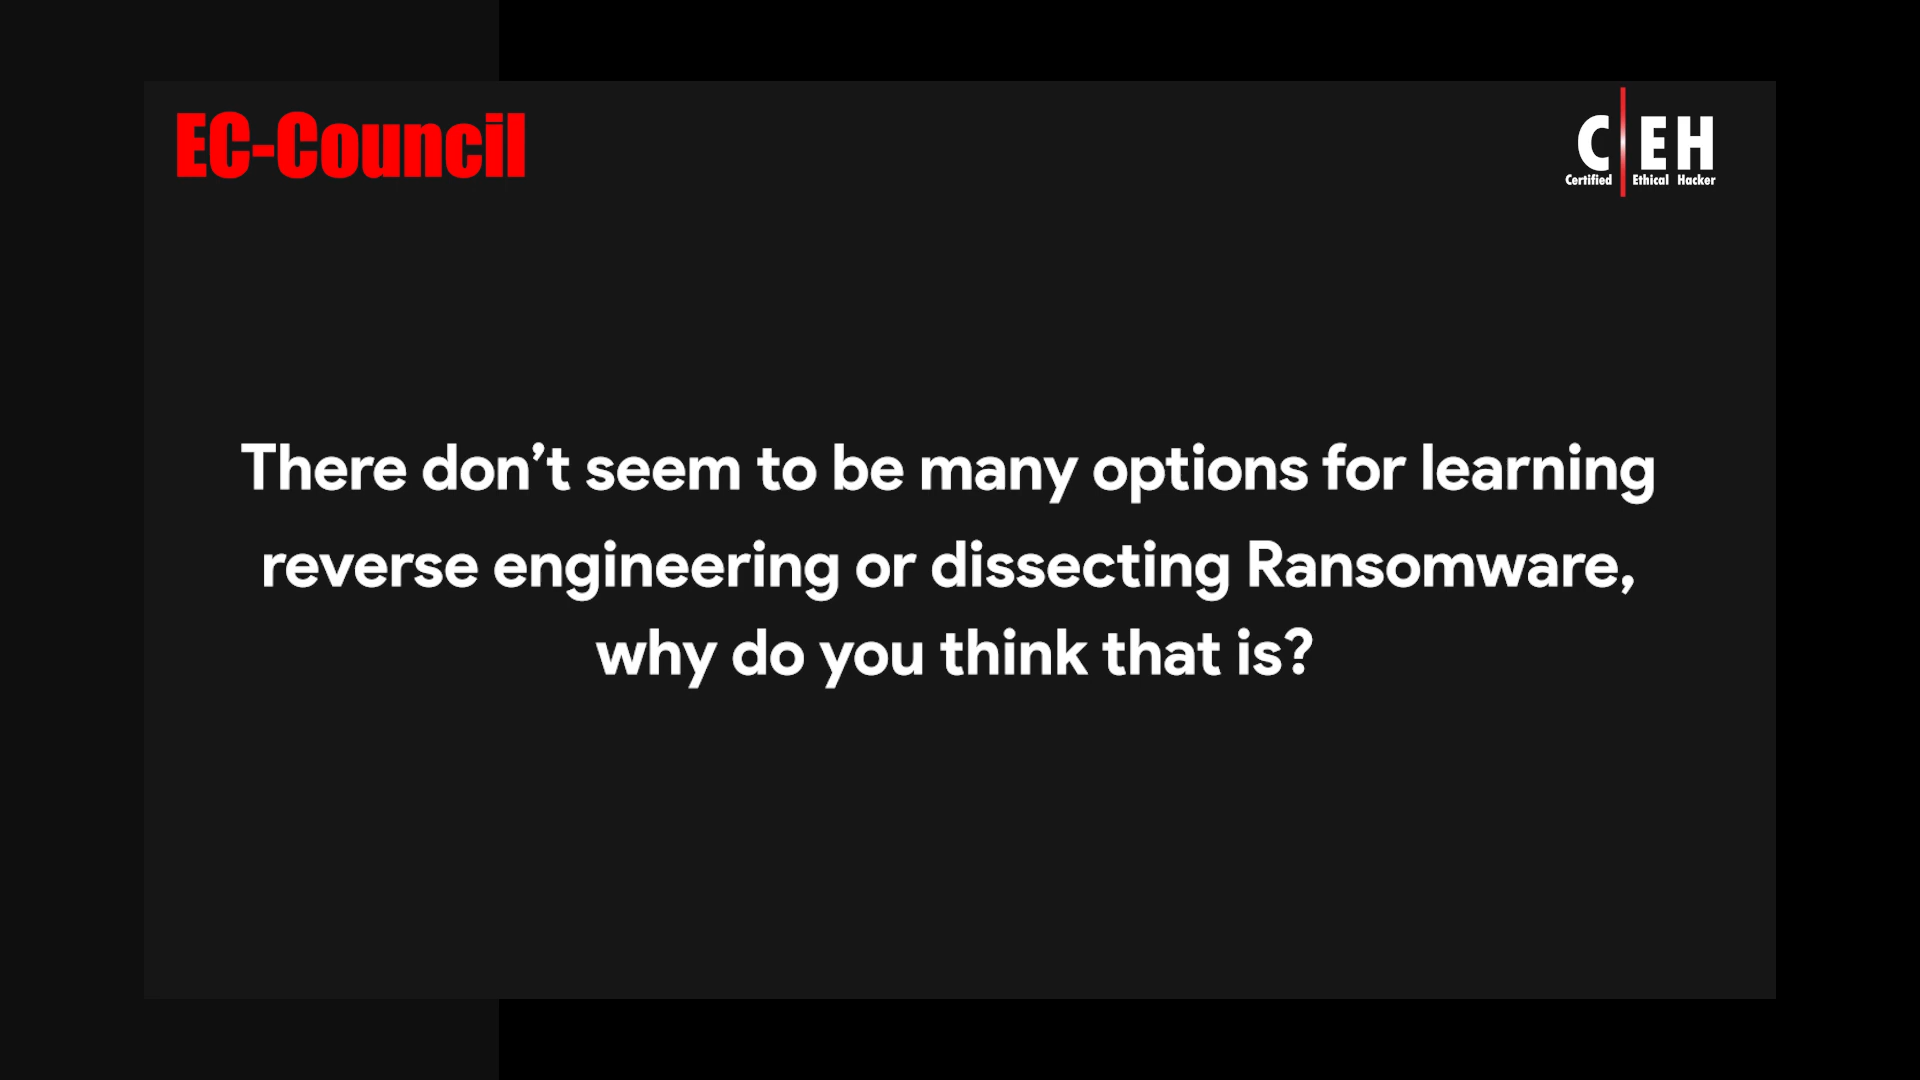 EC-Council
C EH
Certified Ethical Hacker
There don’t seem to be many options for learning
reverse engineering or dissecting Ransomware,
why do you think that is?